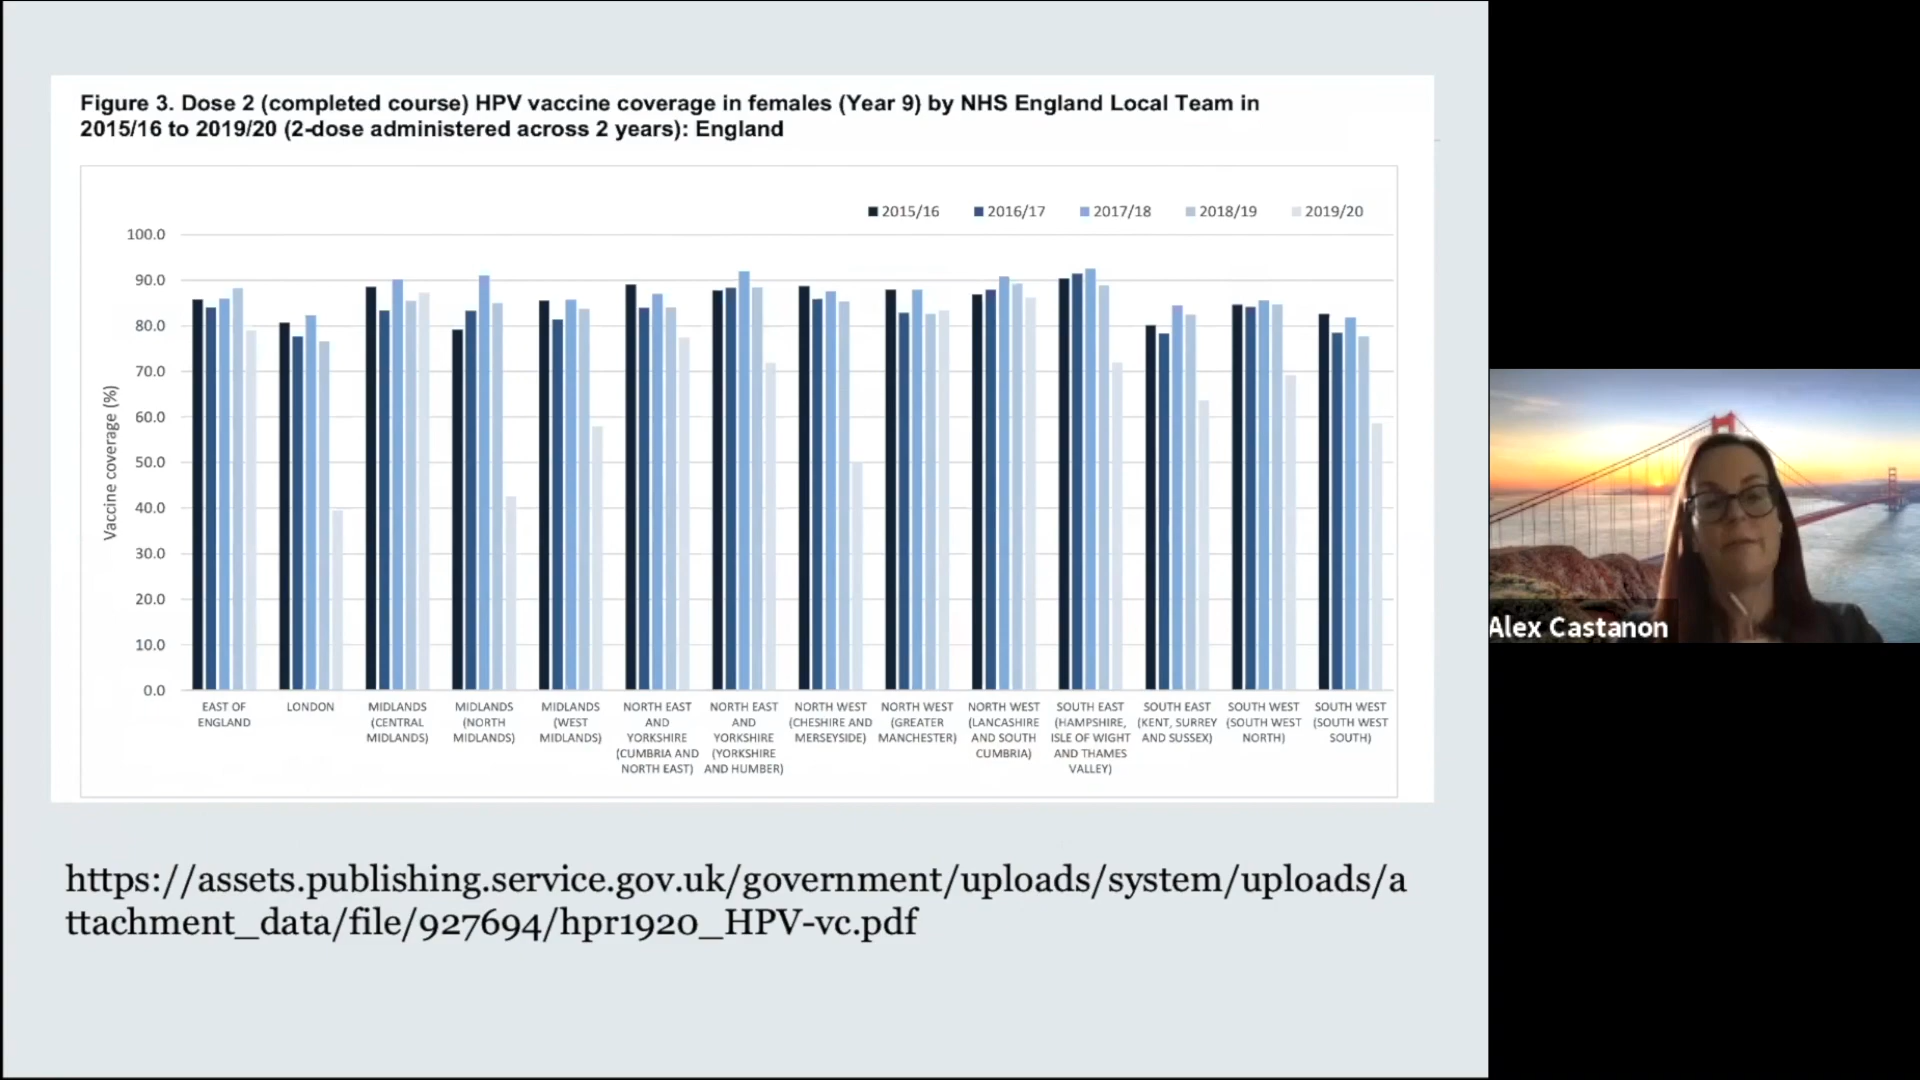 Figure 3. Dose 2 (completed course) HPV vaccine coverage in females (Year 9) by NHS England Local Team in
2015/16 to 2019/20 (2-dose administered across 2 years): England
2015/16 2016/17 2017/18 2018/19 2019/20
100.0
90.0
80.0
70.0
60.0
50.0
40.0
30.0
20.0
10.0
0.0
Vaccine coverage (%)
EAST OF
ENGLAND
LONDON
MIDLANDS
(CENTRAL
MIDLANDS)
MIDLANDS
(NORTH
MIDLANDS)
MIDLANDS
(WEST
MIDLANDS)
NORTH EAST
AND
YORKSHIRE
(CUMBRIA AND
NORTH EAST)
NORTH EAST
AND
YORKSHIRE
(YORKSHIRE
AND HUMBER)
NORTH WEST
(CHESHIRE AND
MERSEYSIDE)
NORTH WEST
(GREATER
MANCHESTER)
NORTH WEST
(LANCASHIRE
AND SOUTH
CUMBRIA)
SOUTH EAST
(HAMPSHIRE,
ISLE OF WIGHT
AND THAMES
VALLEY)
SOUTH EAST
(KENT, SURREY
AND SUSSEX)
SOUTH WEST
(SOUTH WEST
NORTH)
SOUTH WEST
(SOUTH WEST
SOUTH)
https://assets.publishing.service.gov.uk/government/uploads/system/uploads/a
ttachment_data/file/927694/hpr1920_HPV-vc.pdf
Alex Castanon